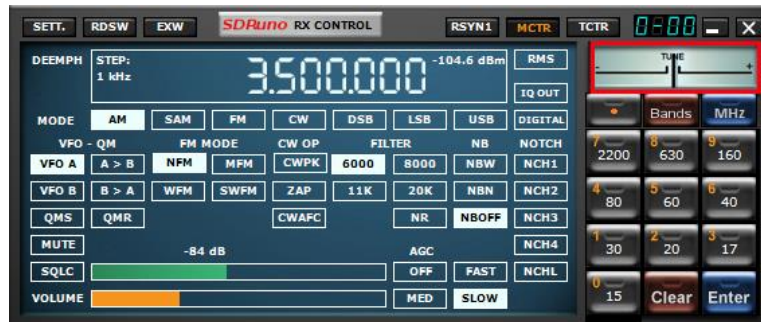 SETT. RDSW EXW SDRuno RX CONTROL RSYN1 MCTR TCTR 0-00
DEEMPH STEP: 1 kHz 3.500.000 -104.6 dBm RMS
IQ OUT
MODE AM SAM FM CW DSB LSB USB DIGITAL
VFO - QM FM MODE CW OP FILTER NB NOTCH
VFO A A > B NFM MFM CWPK 6000 8000 NBW NCH1
VFO B B > A WFM SWFM ZAP 11K 20K NBN NCH2
QMS QMR CWAFC NR NBOFF NCH3
MUTE -84 dB AGC NCH4
SQLC OFF FAST NCHL
VOLUME MED SLOW
- TUNE +
Bands MHz
7 2200 8 630 9 160
4 80 5 60 6 40
1 30 2 20 3 17
0 15 Clear Enter